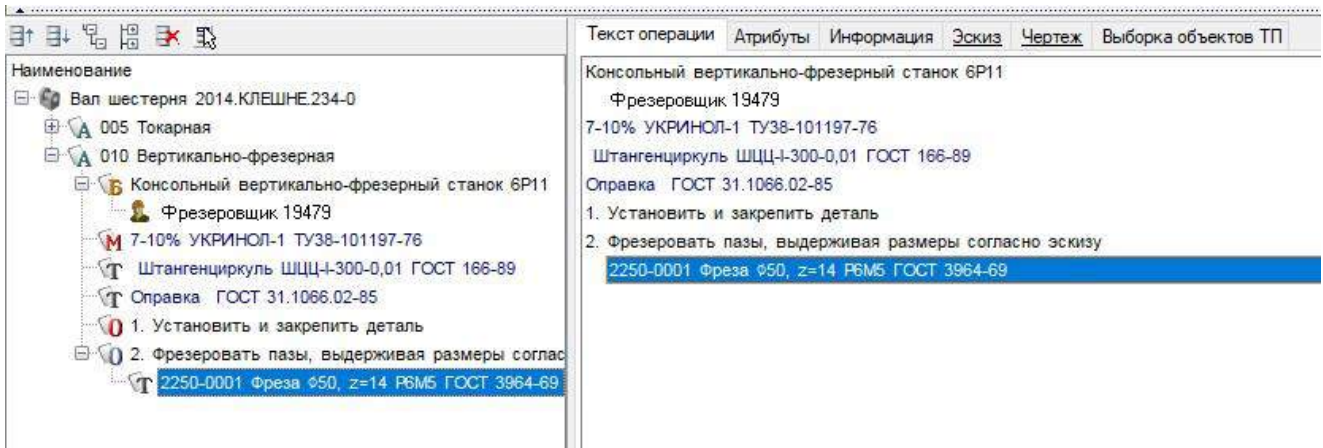 Наименование
Вал шестерня 2014.КЛЕШНЕ.234-0
А 005 Токарная
А 010 Вертикально-фрезерная
Б Консольный вертикально-фрезерный станок 6Р11
Фрезеровщик 19479
М 7-10% УКРИНОЛ-1 ТУ38-101197-76
Т Штангенциркуль ШЦЦ-I-300-0,01 ГОСТ 166-89
Т Оправка ГОСТ 31.1066.02-85
О 1. Установить и закрепить деталь
О 2. Фрезеровать пазы, выдерживая размеры соглас
Т 2250-0001 Фреза ⌀50, z=14 Р6М5 ГОСТ 3964-69
Текст операции Атрибуты Информация Эскиз Чертеж Выборка объектов ТП
Консольный вертикально-фрезерный станок 6Р11
Фрезеровщик 19479
7-10% УКРИНОЛ-1 ТУ38-101197-76
Штангенциркуль ШЦЦ-I-300-0,01 ГОСТ 166-89
Оправка ГОСТ 31.1066.02-85
1. Установить и закрепить деталь
2. Фрезеровать пазы, выдерживая размеры согласно эскизу
2250-0001 Фреза ⌀50, z=14 Р6М5 ГОСТ 3964-69